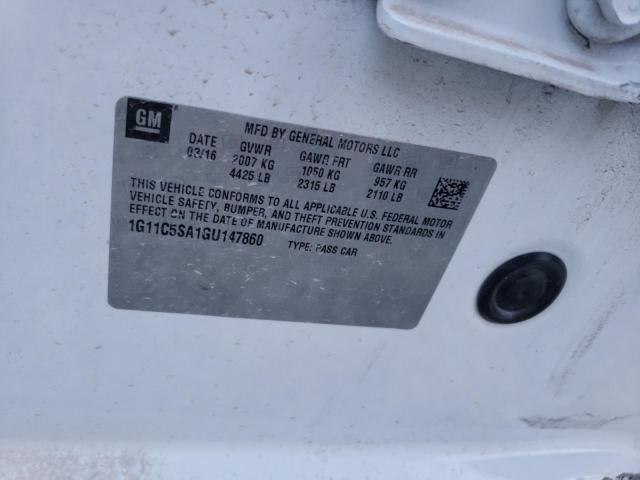 GM
MFD BY GENERAL MOTORS LLC
DATE GVWR GAWR FRT GAWR RR
03/16 2007 KG 1050 KG 957 KG
4425 LB 2315 LB 2110 LB
THIS VEHICLE CONFORMS TO ALL APPLICABLE U.S. FEDERAL MOTOR
VEHICLE SAFETY, BUMPER, AND THEFT PREVENTION STANDARDS
IN EFFECT ON THE DATE OF MANUFACTURE SHOWN ABOVE.
1G11C5SA1GU147860 TYPE: PASS CAR